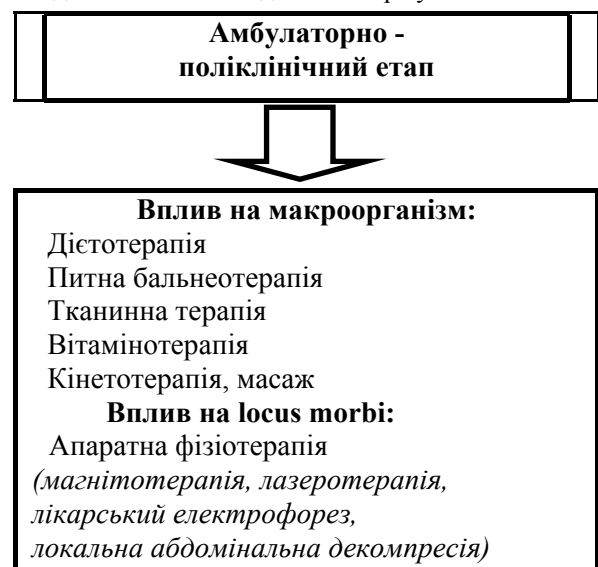 Амбулаторно -
поліклінічний етап
Вплив на макроорганізм:
Дієтотерапія
Питна бальнеотерапія
Тканинна терапія
Вітамінотерапія
Кінетотерапія, масаж
Вплив на locus morbi:
Апаратна фізіотерапія
(магнітотерапія, лазеротерапія,
лікарський електрофорез,
локальна абдомінальна декомпресія)